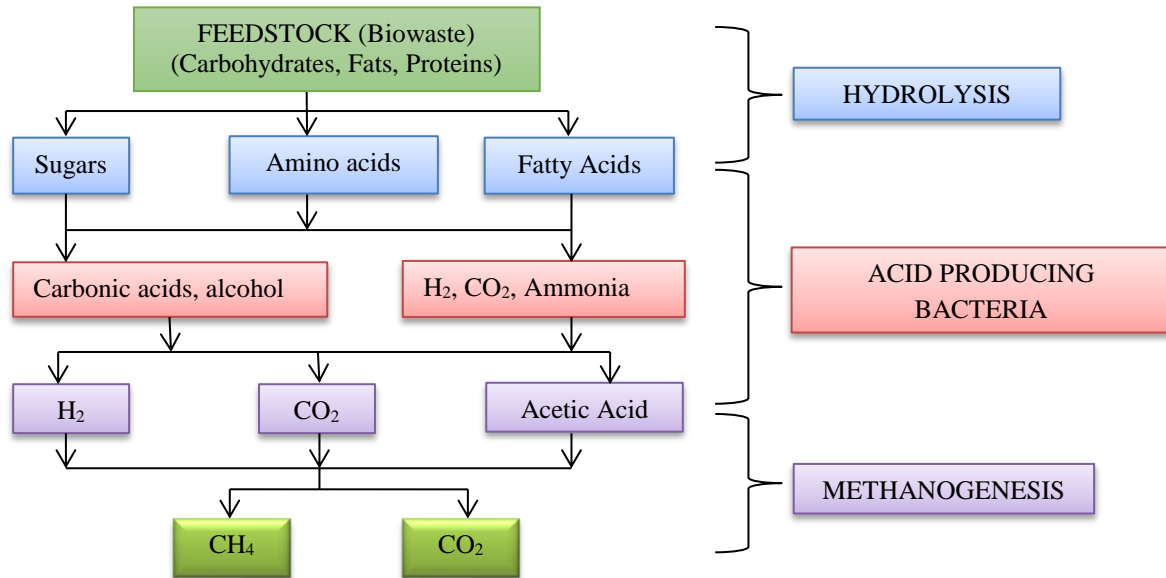 FEEDSTOCK (Biowaste)
(Carbohydrates, Fats, Proteins)
HYDROLYSIS
Sugars
Amino acids
Fatty Acids
Carbonic acids, alcohol
H₂, CO₂, Ammonia
ACID PRODUCING
BACTERIA
H₂
CO₂
Acetic Acid
METHANOGENESIS
CH₄
CO₂